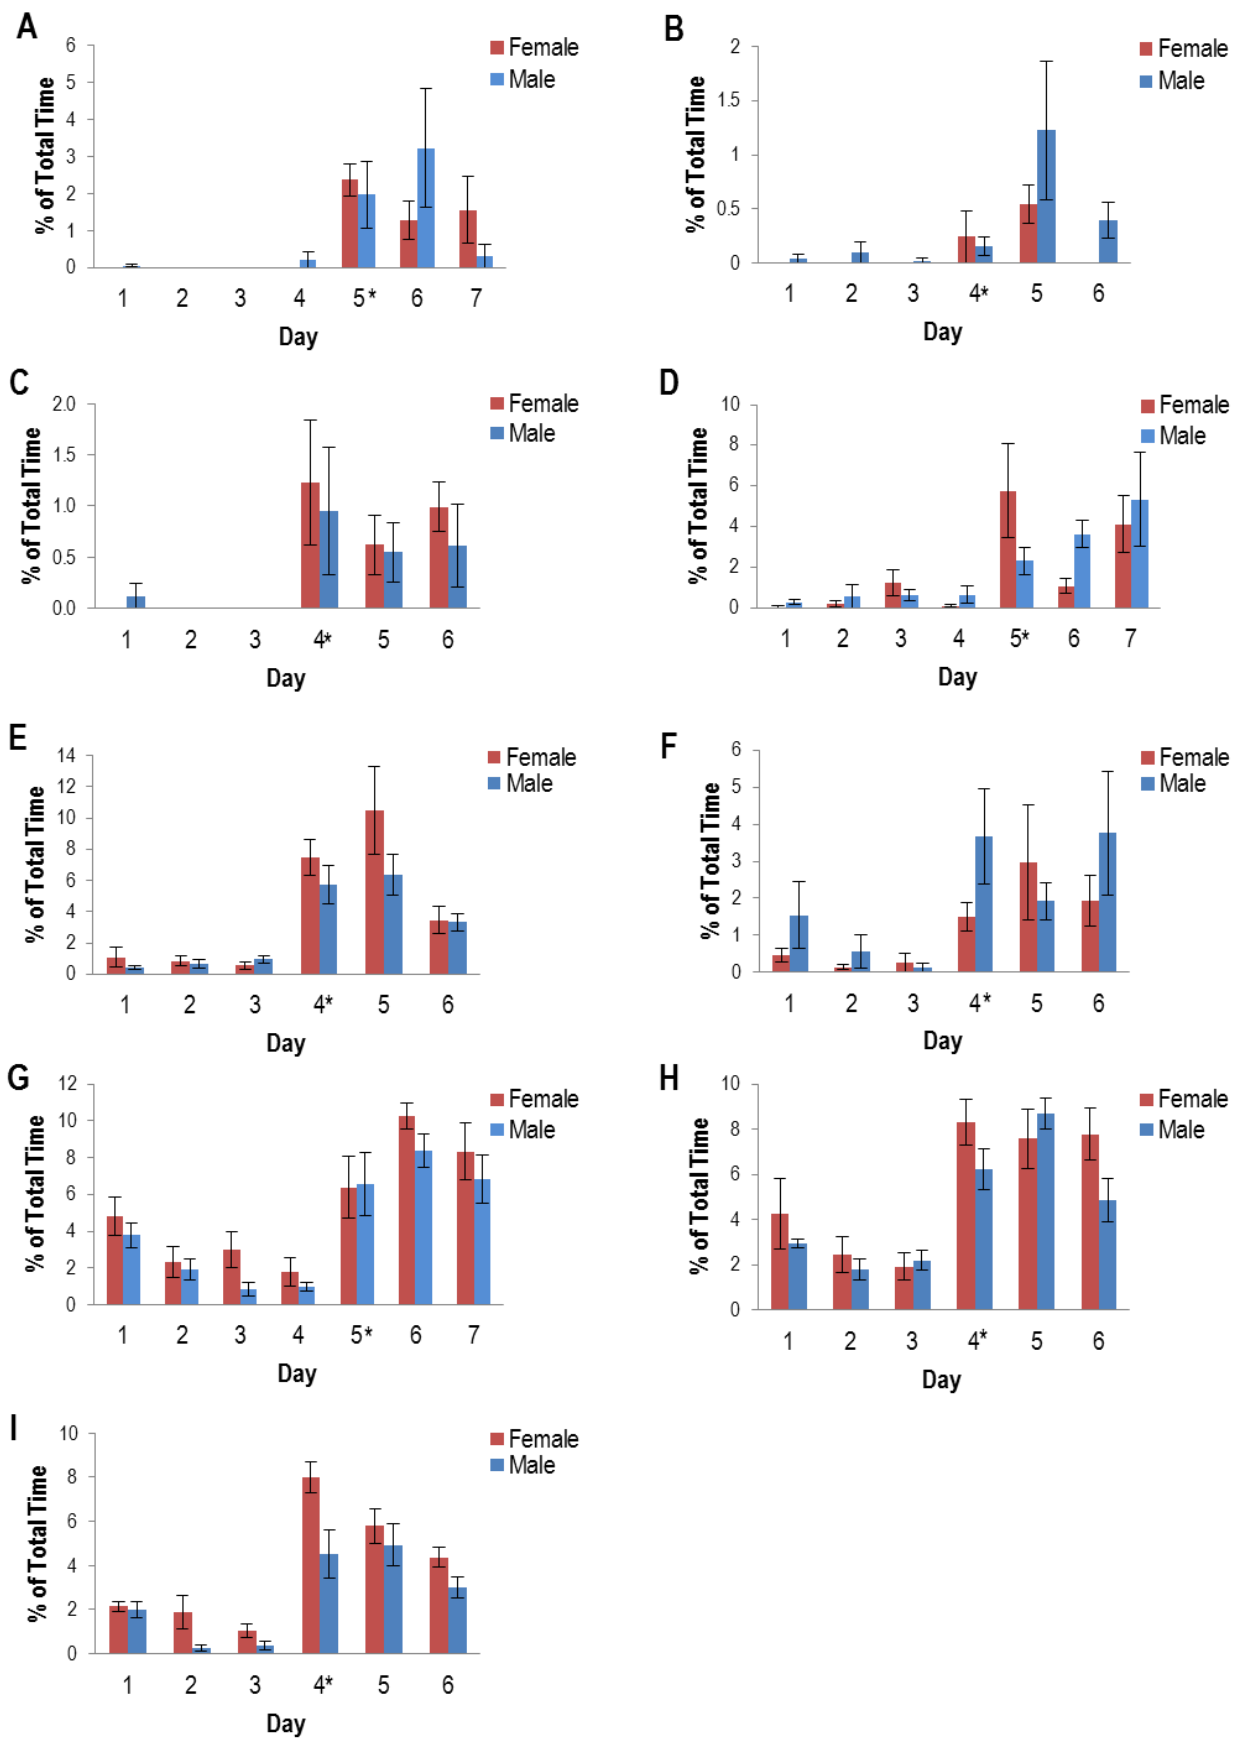 A
Female
Male
% of Total Time
6
5
4
3
2
1
0
1 2 3 4 5* 6 7
Day
B
Female
Male
% of Total Time
2
1.5
1
0.5
0
1 2 3 4* 5 6
Day
C
Female
Male
% of Total Time
2.0
1.5
1.0
0.5
0.0
1 2 3 4* 5 6
Day
D
Female
Male
% of Total Time
10
8
6
4
2
0
1 2 3 4 5* 6 7
Day
E
Female
Male
% of Total Time
14
12
10
8
6
4
2
0
1 2 3 4* 5 6
Day
F
Female
Male
% of Total Time
6
5
4
3
2
1
0
1 2 3 4* 5 6
Day
G
Female
Male
% of Total Time
12
10
8
6
4
2
0
1 2 3 4 5* 6 7
Day
H
Female
Male
% of Total Time
10
8
6
4
2
0
1 2 3 4* 5 6
Day
I
Female
Male
% of Total Time
10
8
6
4
2
0
1 2 3 4* 5 6
Day